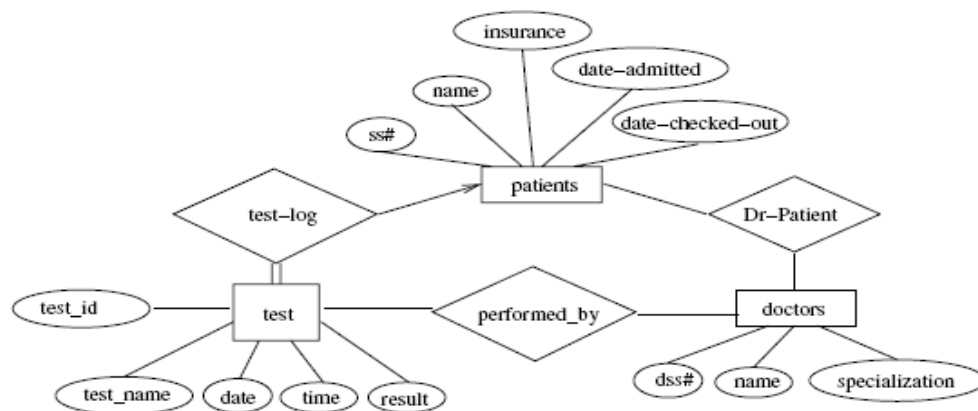 insurance
date-admitted
name
date-checked-out
ss#
patients
test-log
Dr-Patient
test_id
test
performed_by
doctors
test_name
date
time
result
dss#
name
specialization